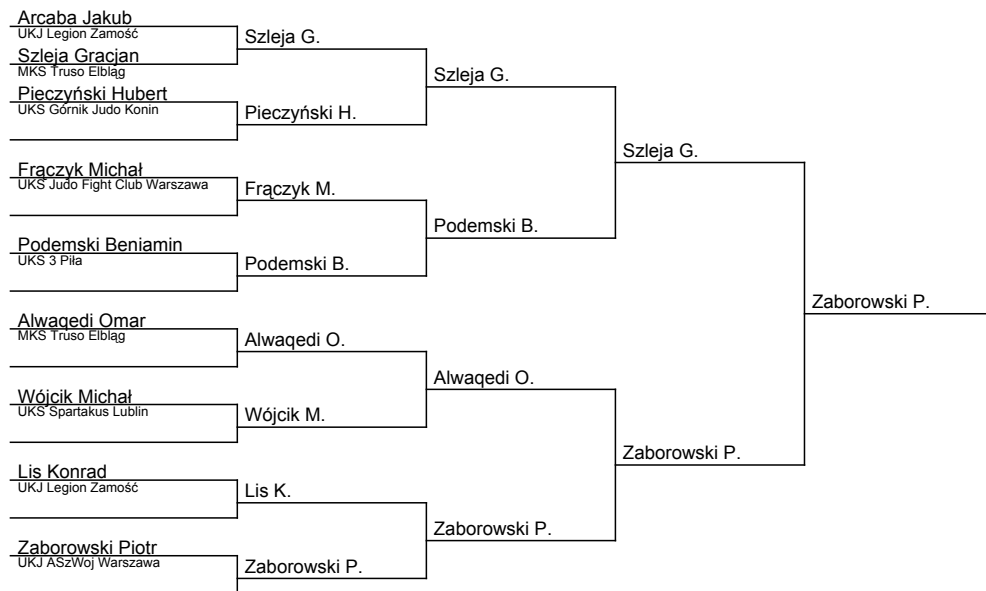 Arcaba Jakub
UKJ Legion Zamość
Szleja Gracjan
MKS Truso Elbląg
Pieczyński Hubert
UKS Górnik Judo Konin
Frączyk Michał
UKS Judo Fight Club Warszawa
Podemski Beniamin
UKS 3 Piła
Alwaqedi Omar
MKS Truso Elbląg
Wójcik Michał
UKS Spartakus Lublin
Lis Konrad
UKJ Legion Zamość
Zaborowski Piotr
UKJ ASzWoj Warszawa
Szleja G.
Pieczyński H.
Frączyk M.
Podemski B.
Alwaqedi O.
Wójcik M.
Lis K.
Zaborowski P.
Szleja G.
Podemski B.
Alwaqedi O.
Zaborowski P.
Szleja G.
Zaborowski P.
Zaborowski P.